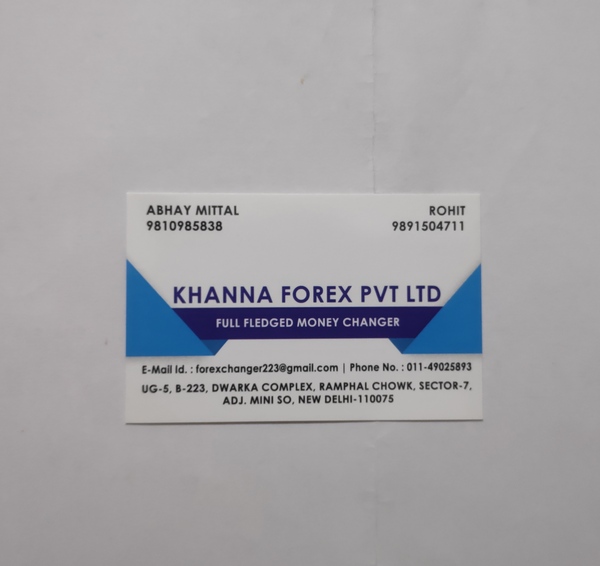 ABHAY MITTAL
9810985838
ROHIT
9891504711
KHANNA FOREX PVT LTD
FULL FLEDGED MONEY CHANGER
E-Mail Id. : forexchanger223@gmail.com | Phone No. : 011-49025893
UG-5, B-223, DWARKA COMPLEX, RAMPHAL CHOWK, SECTOR-7,
ADJ. MINI SO, NEW DELHI-110075